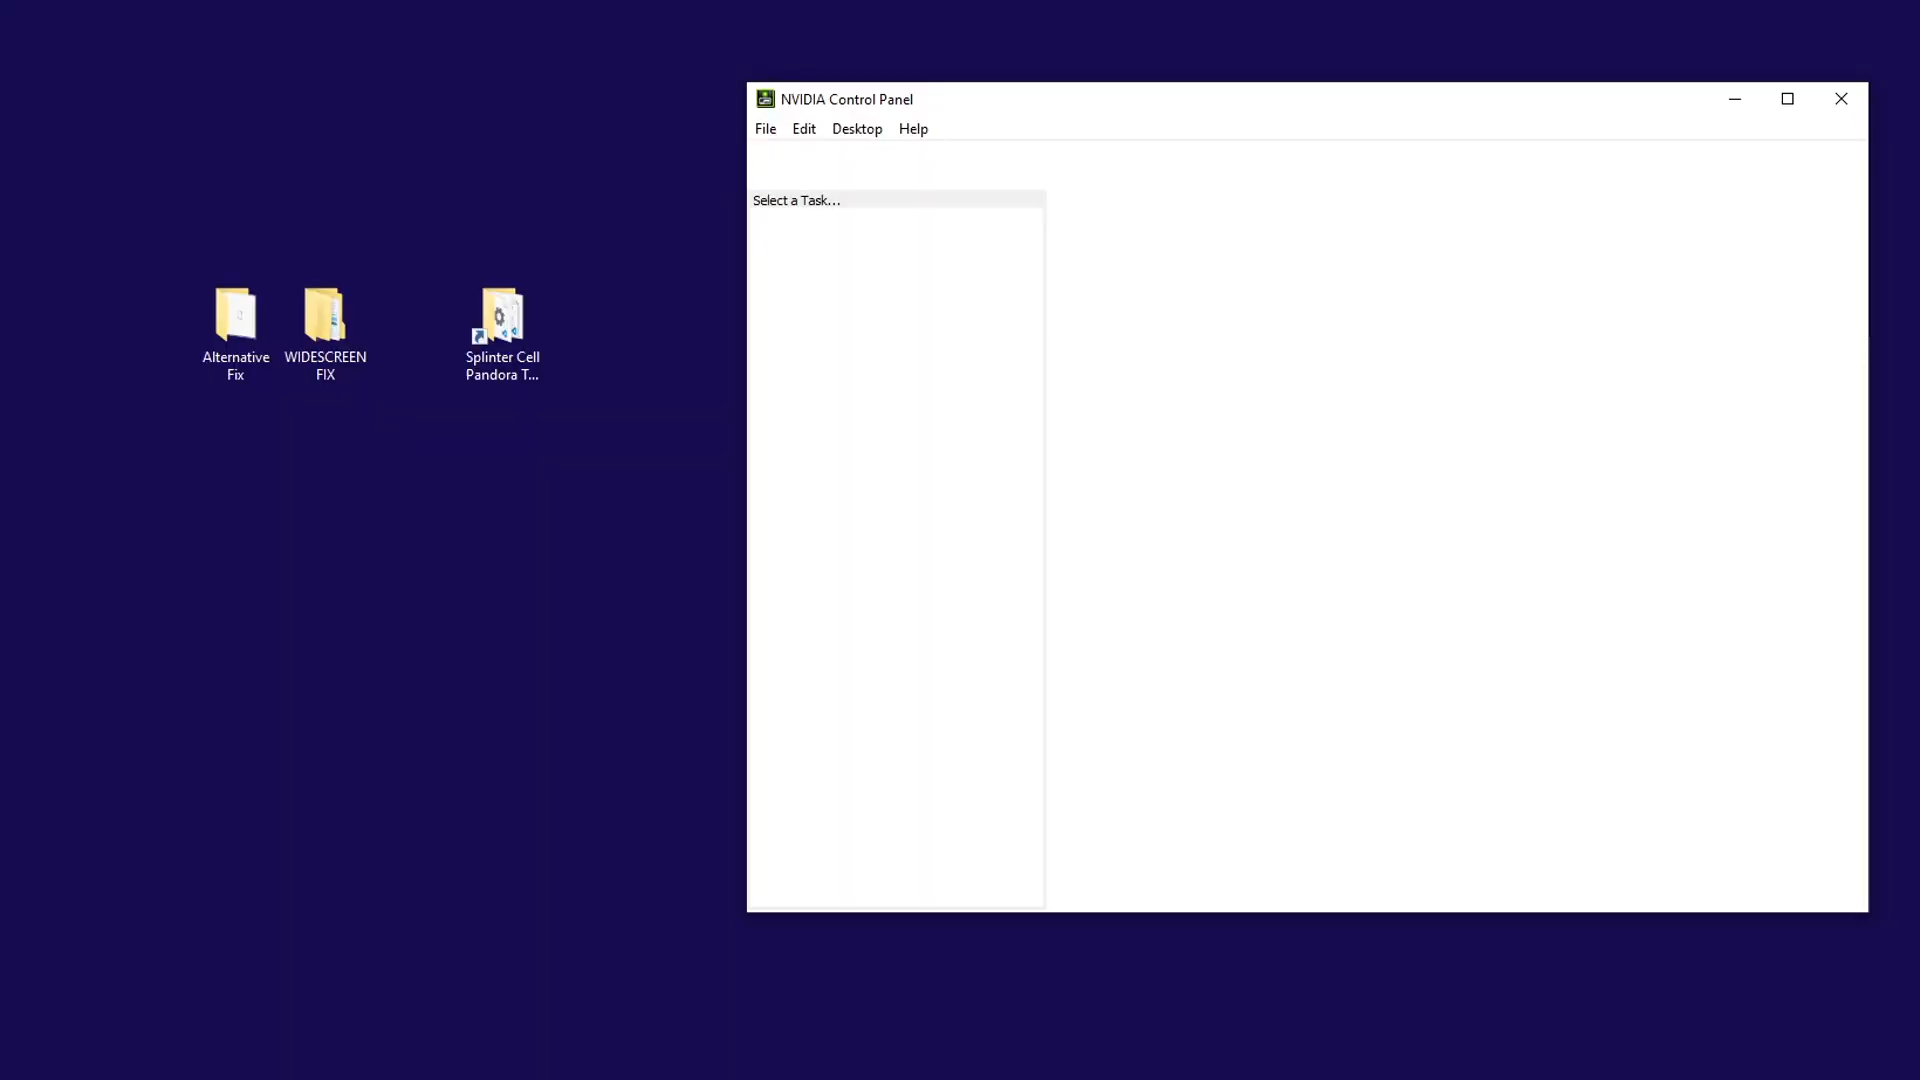 NVIDIA Control Panel
File Edit Desktop Help
Select a Task...
Alternative
Fix
WIDESCREEN
FIX
Splinter Cell
Pandora T...